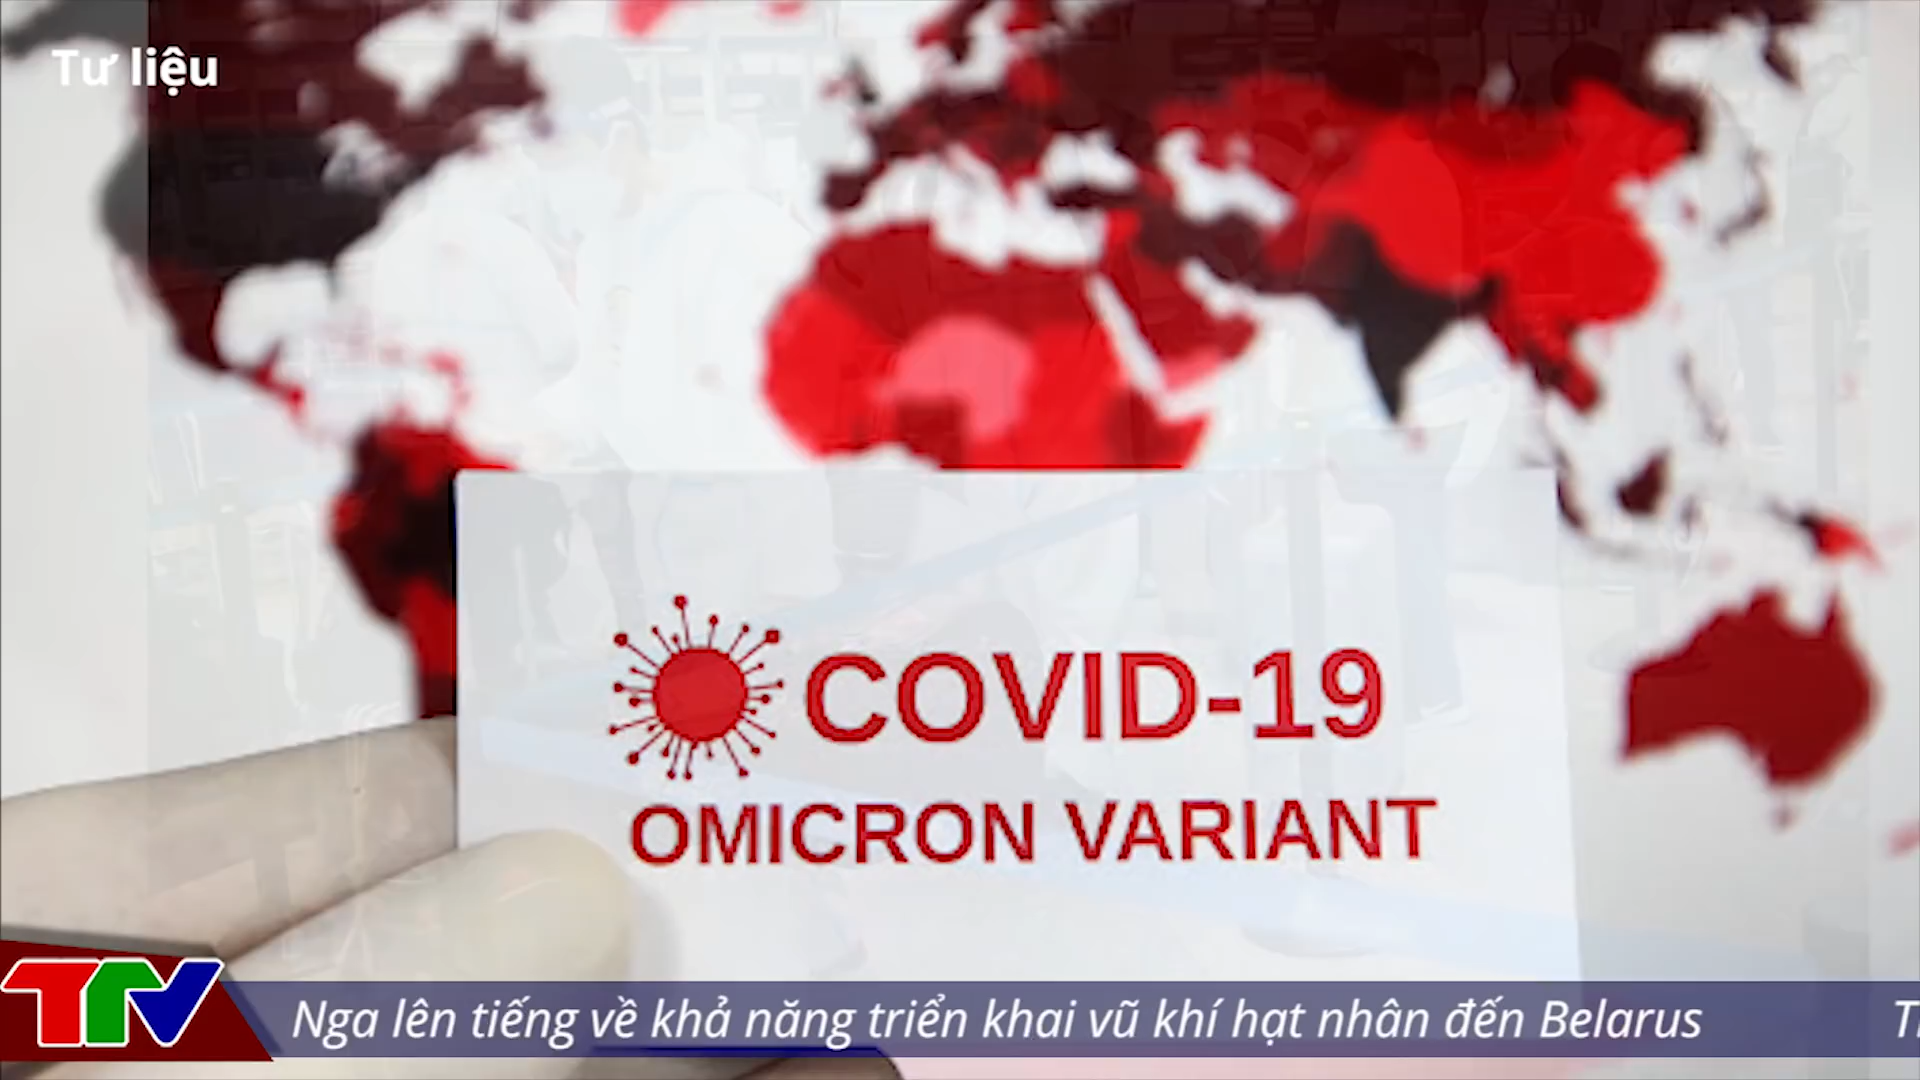 Tư liệu
COVID-19
OMICRON VARIANT
TTV
Nga lên tiếng về khả năng triển khai vũ khí hạt nhân đến Belarus